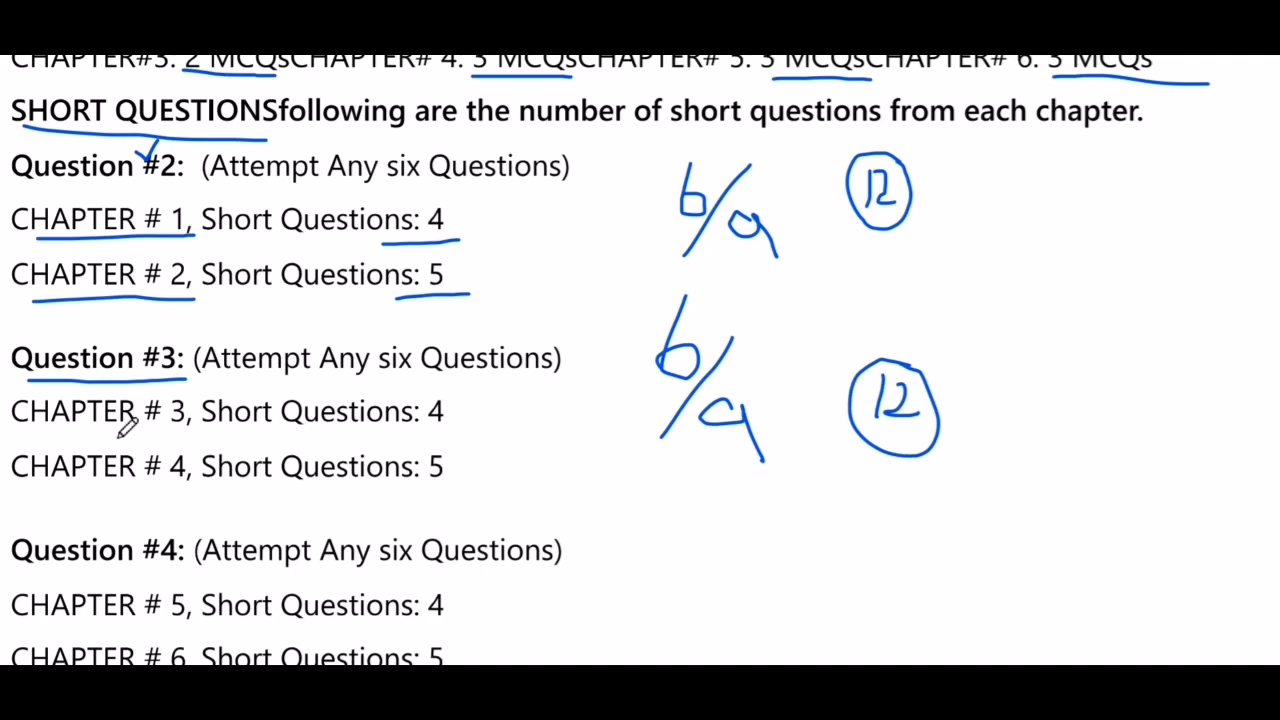 CHAPTER#3: 2 MCQsCHAPTER# 4: 3 MCQsCHAPTER# 5: 3 MCQsCHAPTER# 6: 3 MCQs
SHORT QUESTIONSfollowing are the number of short questions from each chapter.
Question #2: (Attempt Any six Questions)
6/9 12
CHAPTER # 1, Short Questions: 4
CHAPTER # 2, Short Questions: 5
Question #3: (Attempt Any six Questions)
6/9 12
CHAPTER # 3, Short Questions: 4
CHAPTER # 4, Short Questions: 5
Question #4: (Attempt Any six Questions)
CHAPTER # 5, Short Questions: 4
CHAPTER # 6, Short Questions: 5